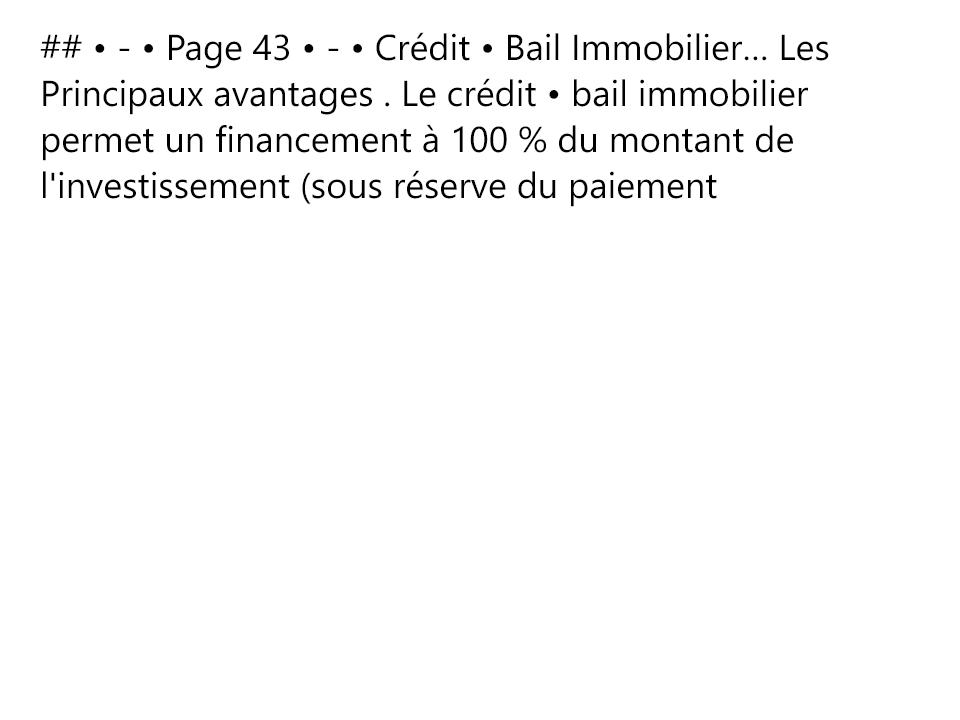 ## • - • Page 43 • - • Crédit • Bail Immobilier... Les
Principaux avantages . Le crédit • bail immobilier
permet un financement à 100 % du montant de
l'investissement (sous réserve du paiement